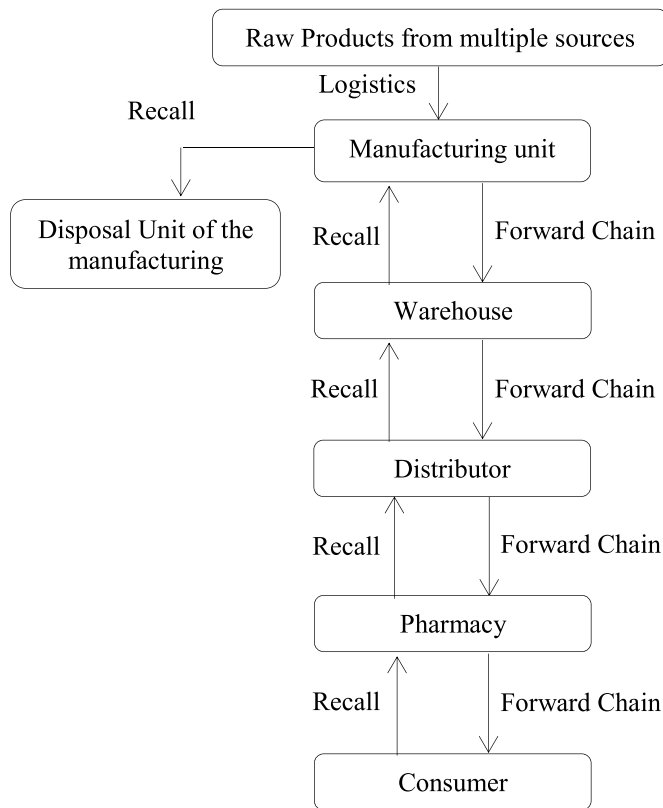 Raw Products from multiple sources
Logistics
Recall
Manufacturing unit
Disposal Unit of the
manufacturing
Recall
Forward Chain
Warehouse
Recall
Forward Chain
Distributor
Recall
Forward Chain
Pharmacy
Recall
Forward Chain
Consumer